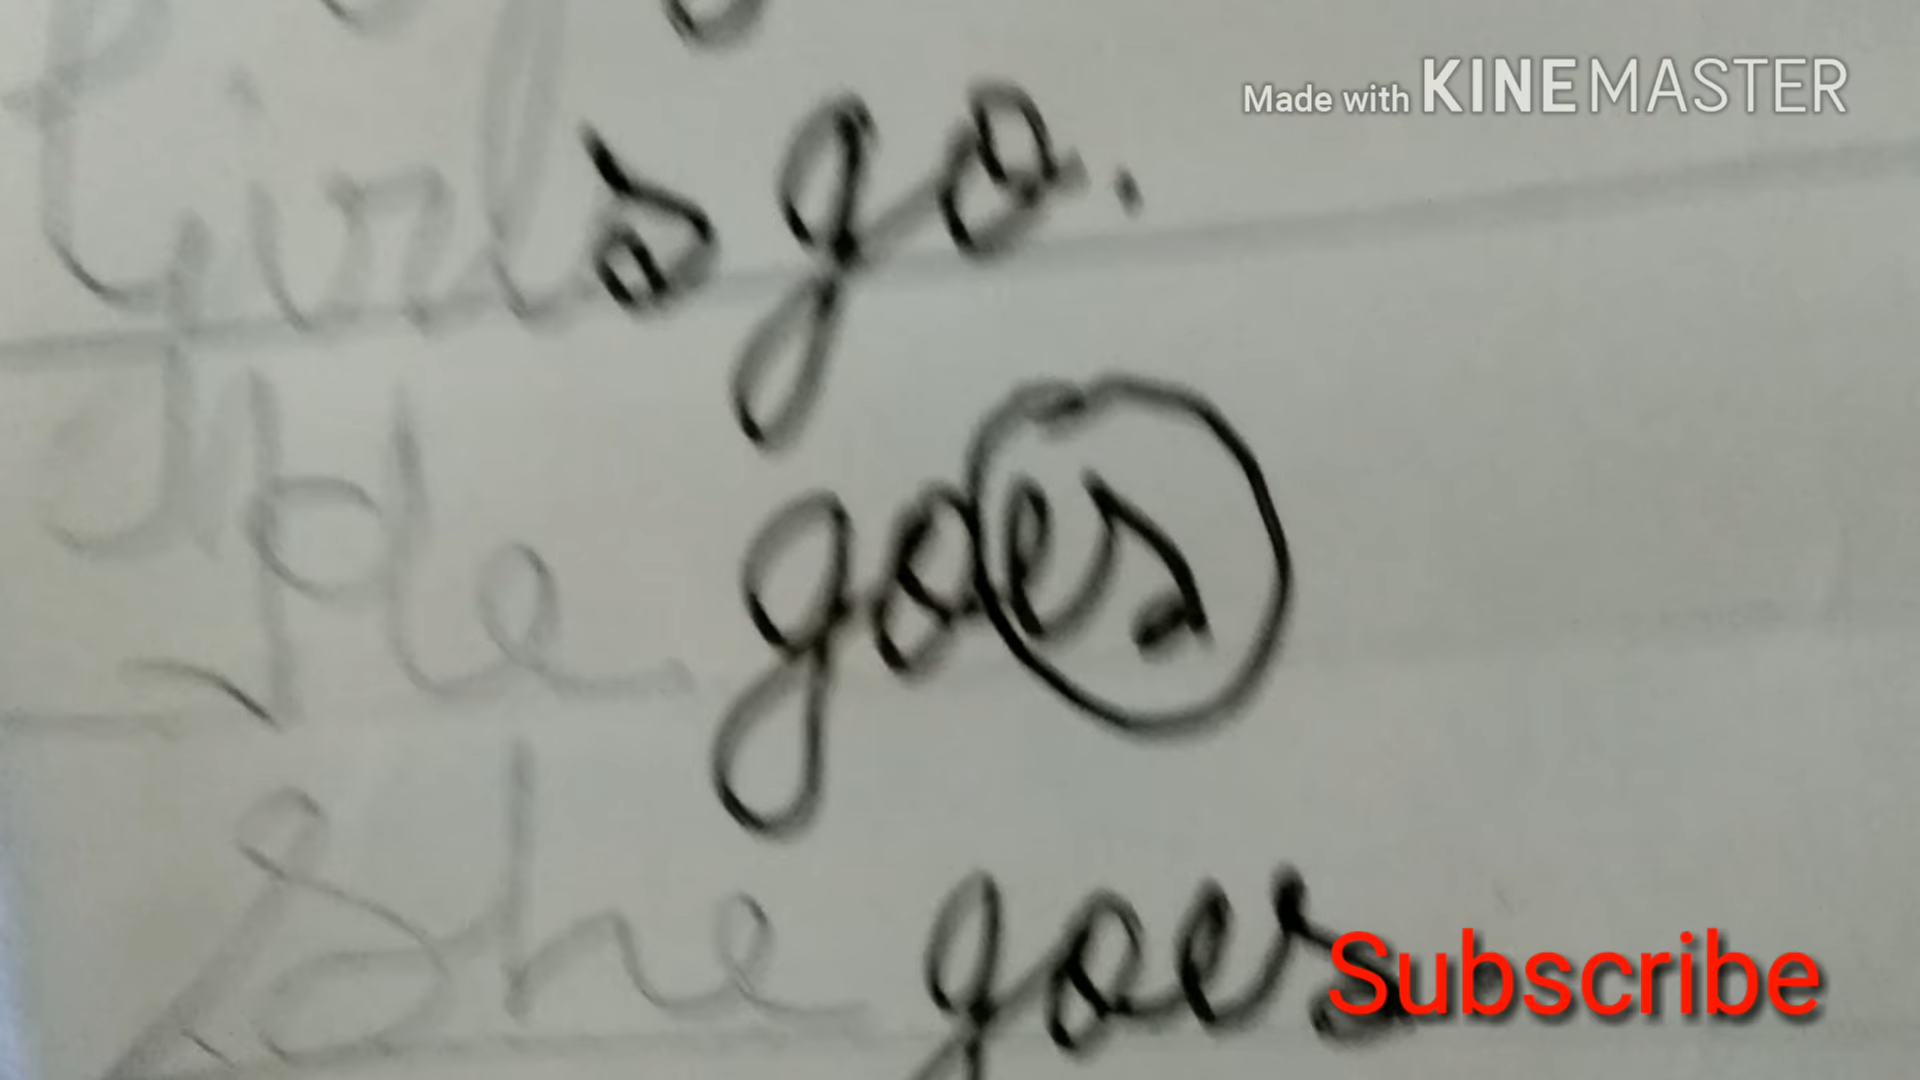 Made with KINEMASTER
Girls go.
He goes
She goes
Subscribe